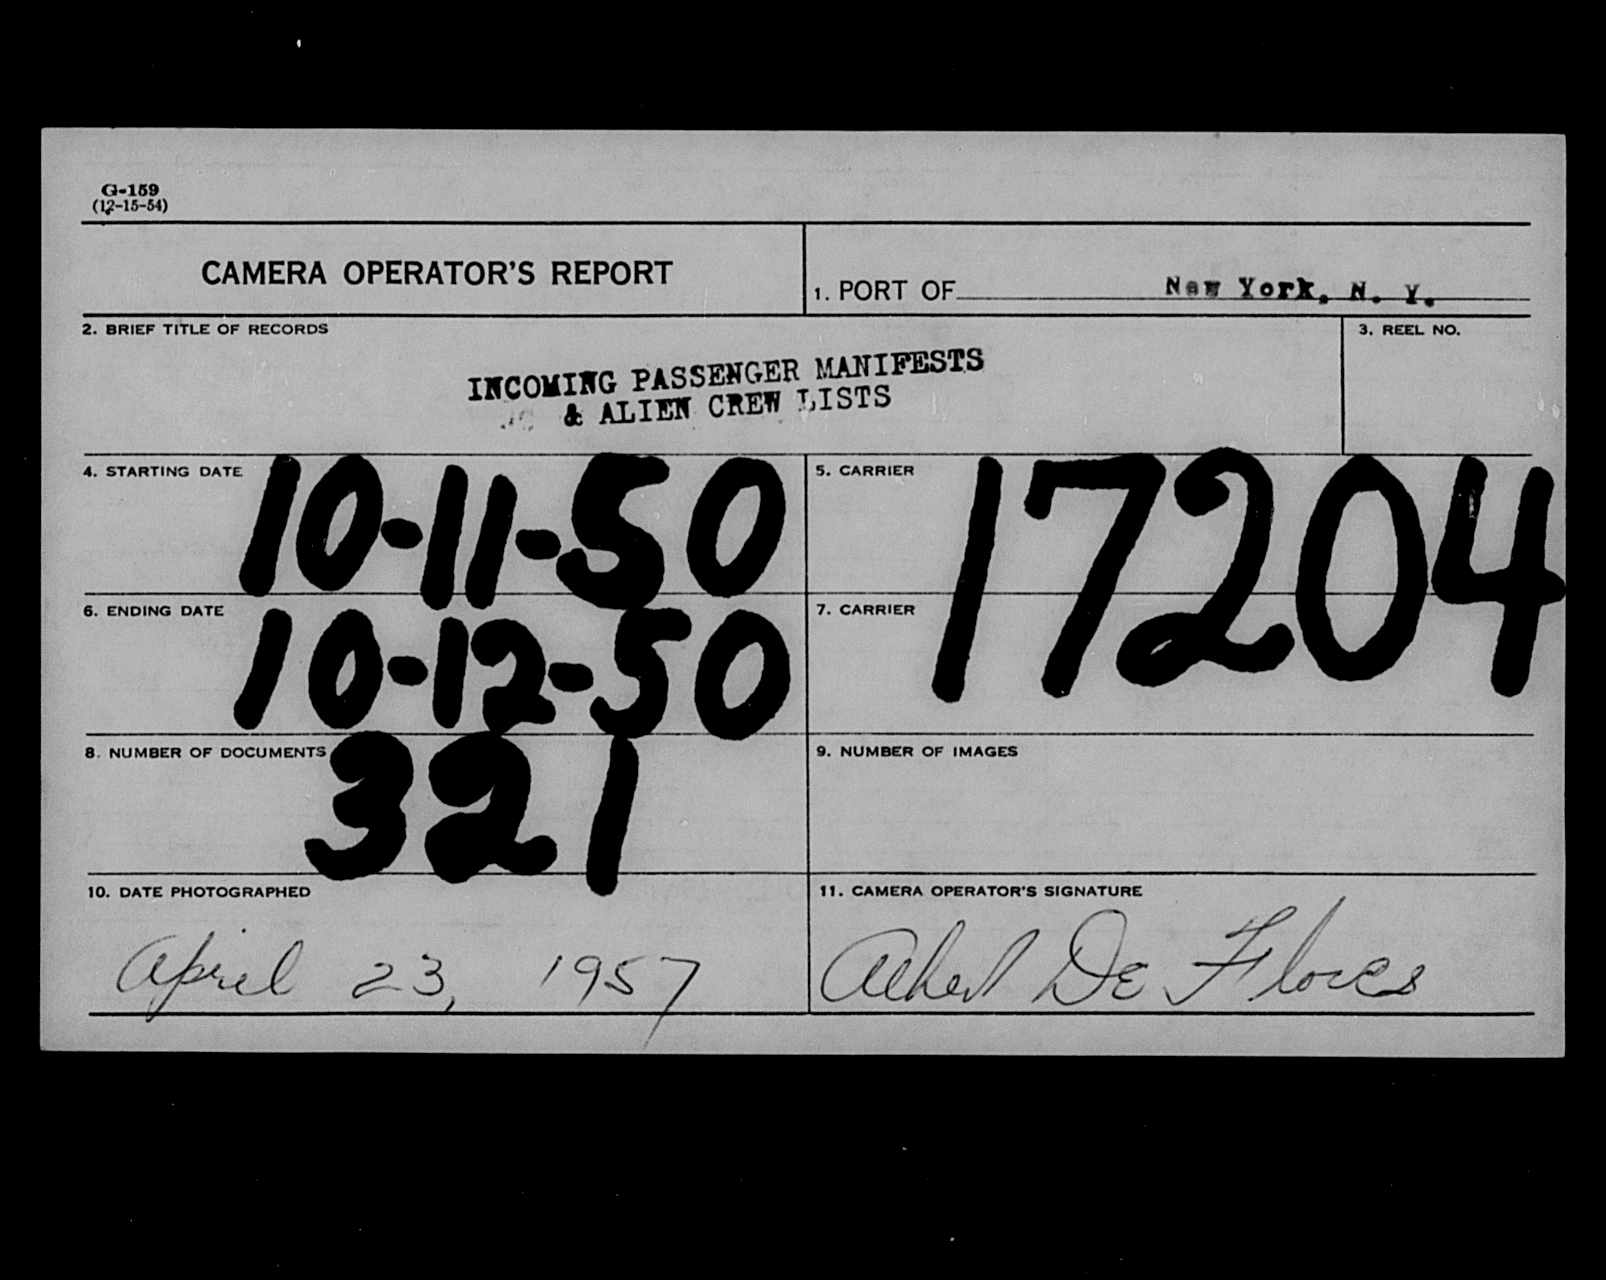 G-159
(12-15-54)
CAMERA OPERATOR'S REPORT
1. PORT OF New York, N. Y.
2. BRIEF TITLE OF RECORDS
INCOMING PASSENGER MANIFESTS
& ALIEN CREW LISTS
3. REEL NO.
4. STARTING DATE 10-11-50
5. CARRIER
17204
6. ENDING DATE 10-12-50
7. CARRIER
8. NUMBER OF DOCUMENTS 321
9. NUMBER OF IMAGES
10. DATE PHOTOGRAPHED
April 23, 1957
11. CAMERA OPERATOR'S SIGNATURE
Albert De Flores